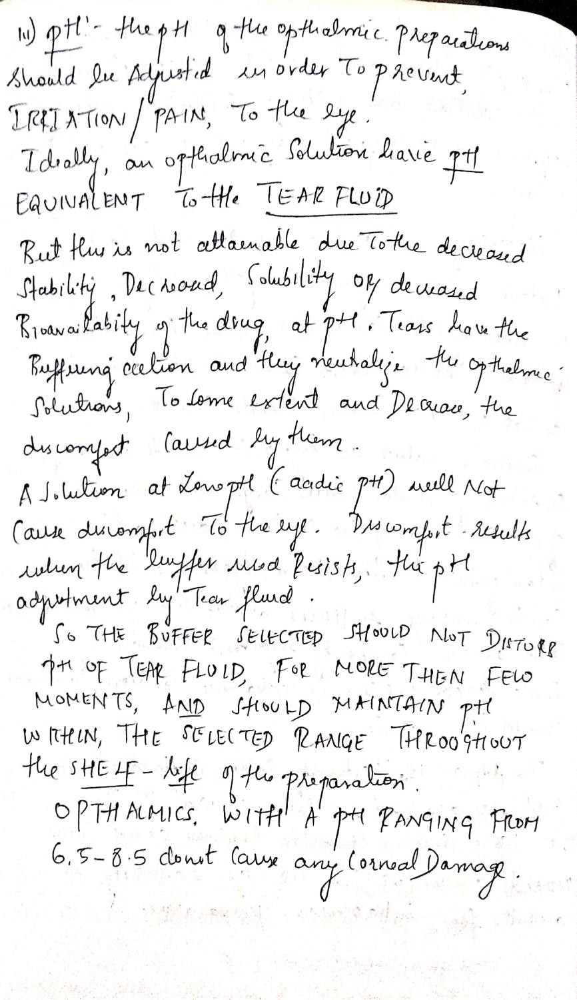 iii) pH :- the pH of the opthalmic preparations
should be Adjusted in order To prevent,
IRRIATION / PAIN, To the eye.
Ideally, an opthalmic Solution have pH
EQUIVALENT To tHe TEAR FLUID
But this is not attaenable due To the decreased
Stability, Decreased, Solubility OR decreased
Bioavailabity of the drug, at pH. Tears have the
Buffering action and they neutralize the opthalmic
Solutions, To some extent and Decrease, the
discomfort Caused by them.
A Solution at Low pH (acidic pH) will Not
Cause discomfort To the eye. Discomfort results
when the buffer used Resists, the pH
adjustment by Tear fluid.
So THE BUFFER SELECTED SHOULD NOT DISTURB
pH OF TEAR FLUID, FOR MORE THEN FEW
MOMENTS, AND SHOULD MAINTAIN pH
WITHIN, THE SELECTED RANGE THROOGHOUT
the SHELF - life of the preparation.
OPTHALMICS, WITH A pH RANGING FROM
6.5-8.5 donot Cause any Corneal Damage.